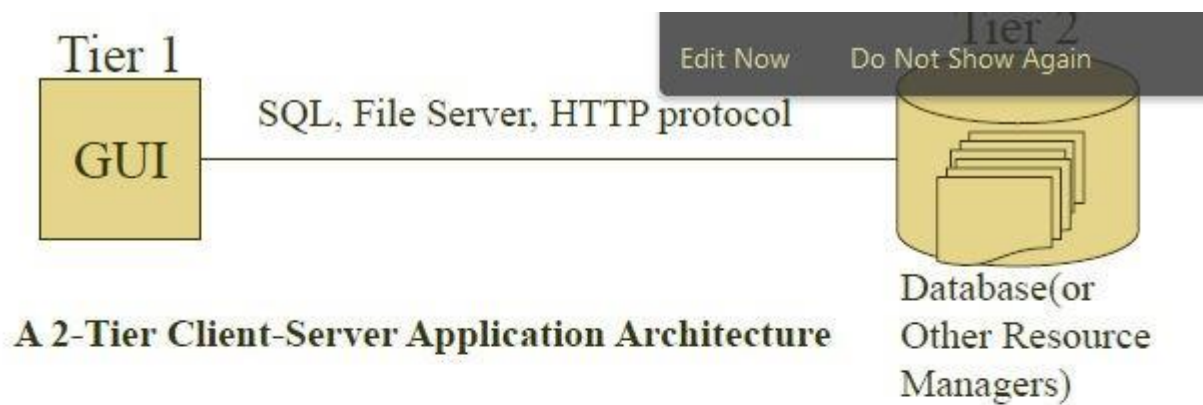 Tier 1
Tier 2
Edit Now
Do Not Show Again
SQL, File Server, HTTP protocol
GUI
Database(or
Other Resource
Managers)
A 2-Tier Client-Server Application Architecture